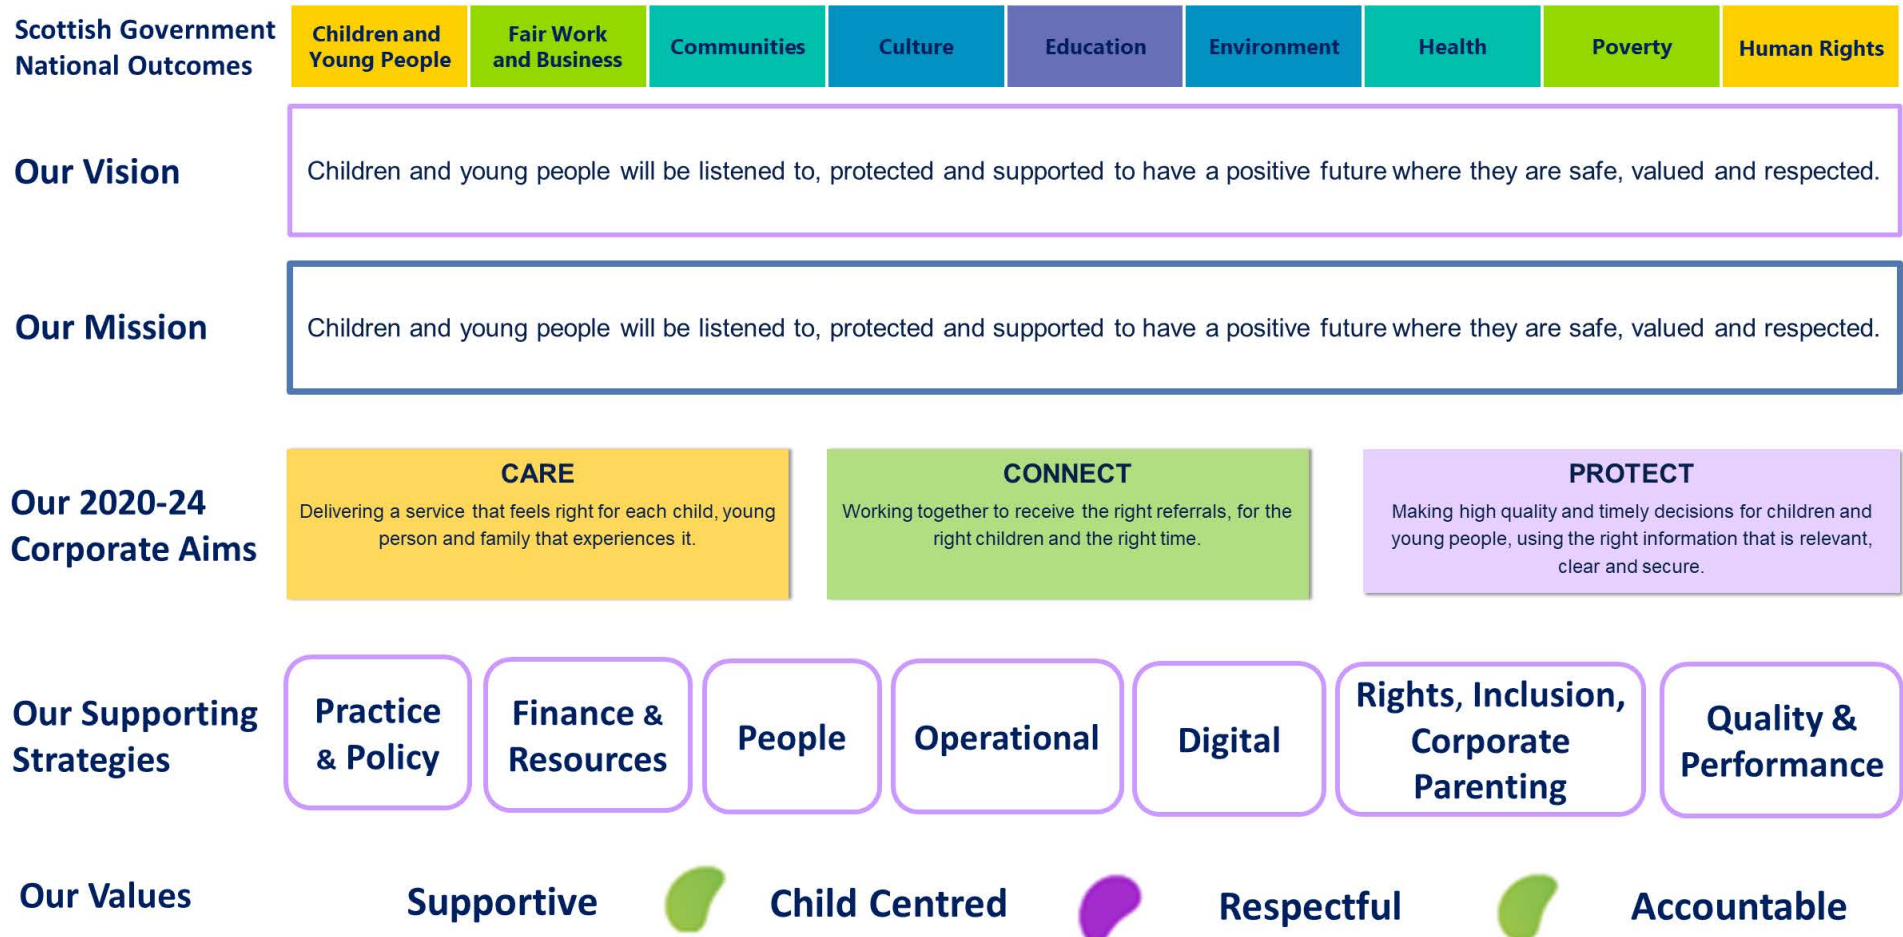 Scottish Government
National Outcomes
Children and
Young People
Fair Work
and Business
Communities
Culture
Education
Environment
Health
Poverty
Human Rights
Our Vision
Children and young people will be listened to, protected and supported to have a positive future where they are safe, valued and respected.
Our Mission
Children and young people will be listened to, protected and supported to have a positive future where they are safe, valued and respected.
Our 2020-24
Corporate Aims
CARE
Delivering a service that feels right for each child, young
person and family that experiences it.
CONNECT
Working together to receive the right referrals, for the
right children and the right time.
PROTECT
Making high quality and timely decisions for children and
young people, using the right information that is relevant,
clear and secure.
Our Supporting
Strategies
Practice
& Policy
Finance &
Resources
People
Operational
Digital
Rights, Inclusion,
Corporate
Parenting
Quality &
Performance
Our Values
Supportive
Child Centred
Respectful
Accountable